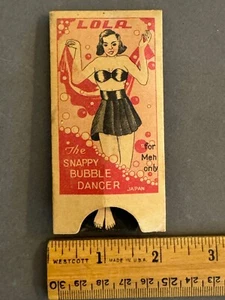 LOLA
The
SNAPPY
BUBBLE
DANCER
for
Men
only
JAPAN
WESTCOTT
MADE IN U.S.A.
1
2
3